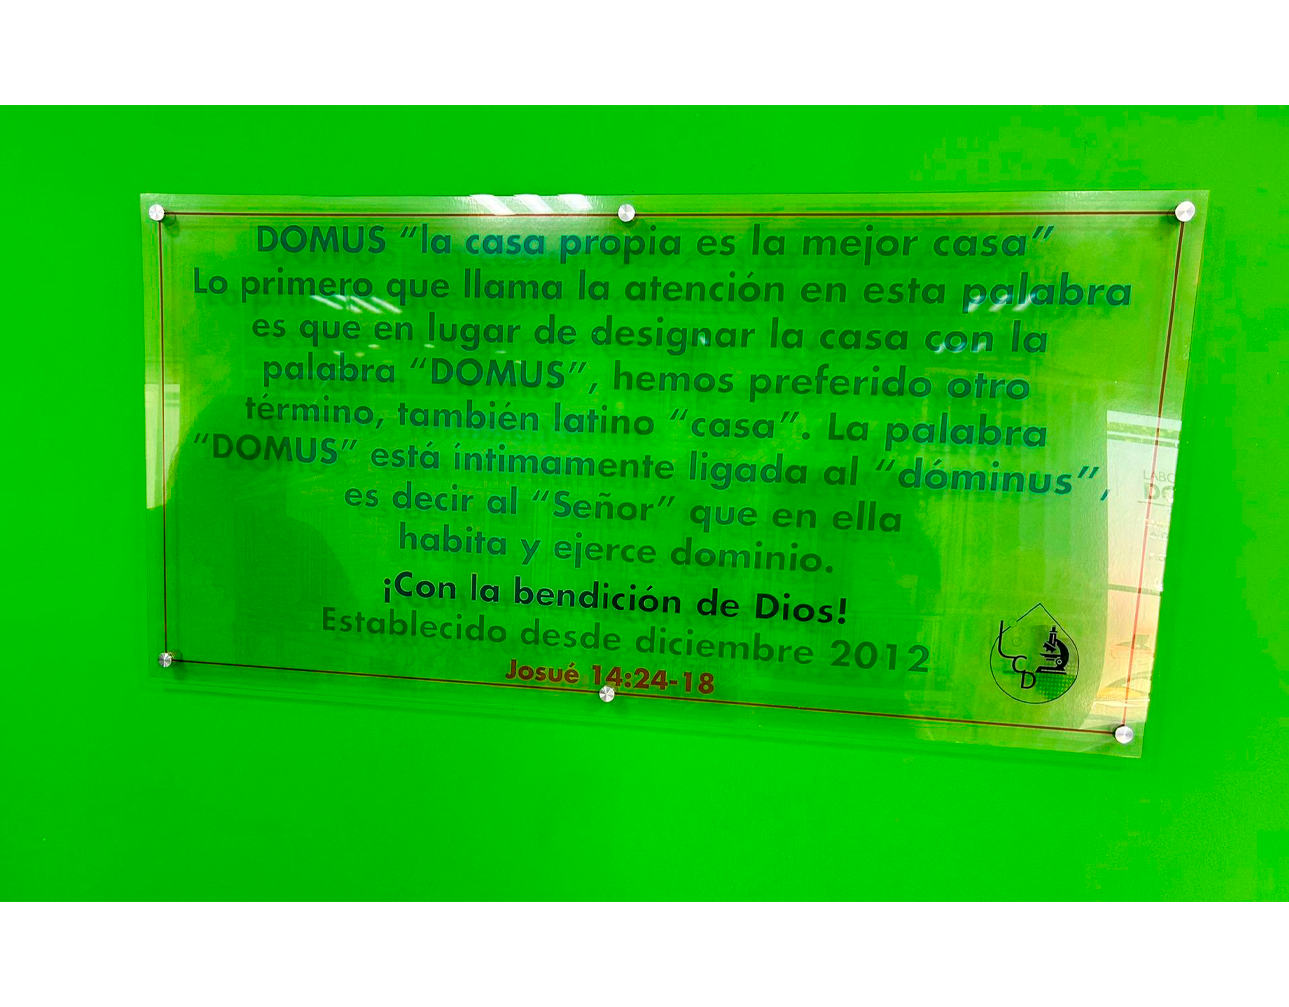 DOMUS “la casa propia es la mejor casa”
Lo primero que llama la atención en esta palabra
es que en lugar de designar la casa con la
palabra “DOMUS”, hemos preferido otro
término, también latino “casa”. La palabra
“DOMUS” está íntimamente ligada al “dóminus”,
es decir al “Señor” que en ella
habita y ejerce dominio.
¡Con la bendición de Dios!
Establecido desde diciembre 2012
Josué 14:24-18
L
C
D